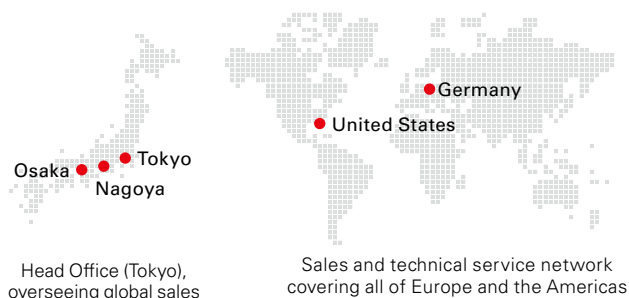 Germany
United States
Osaka
Tokyo
Nagoya
Head Office (Tokyo),
overseeing global sales
Sales and technical service network
covering all of Europe and the Americas